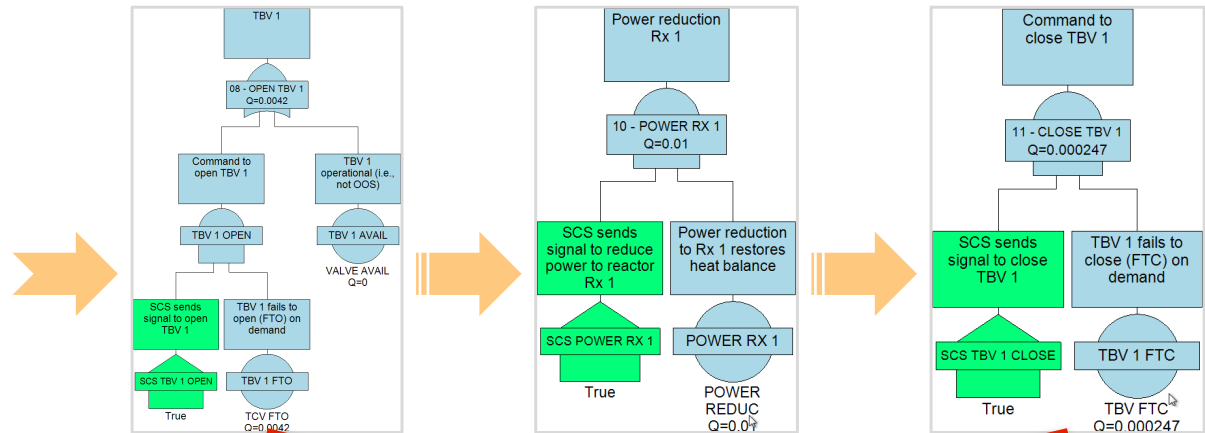 TBV 1
08 - OPEN TBV 1
Q=0.0042
Command to
open TBV 1
TBV 1
operational (i.e.,
not OOS)
TBV 1 OPEN
TBV 1 AVAIL
VALVE AVAIL
Q=0
SCS sends
signal to open
TBV 1
TBV 1 fails to
open (FTO) on
demand
SCS TBV 1 OPEN
TBV 1 FTO
True
TCV FTO
Q=0.0042
Power reduction
Rx 1
10 - POWER RX 1
Q=0.01
SCS sends
signal to reduce
power to reactor
Rx 1
Power reduction
to Rx 1 restores
heat balance
SCS POWER RX 1
POWER RX 1
True
POWER
REDUC
Q=0.01
Command to
close TBV 1
11 - CLOSE TBV 1
Q=0.000247
SCS sends
signal to close
TBV 1
TBV 1 fails to
close (FTC) on
demand
SCS TBV 1 CLOSE
TBV 1 FTC
True
TBV FTC
Q=0.000247